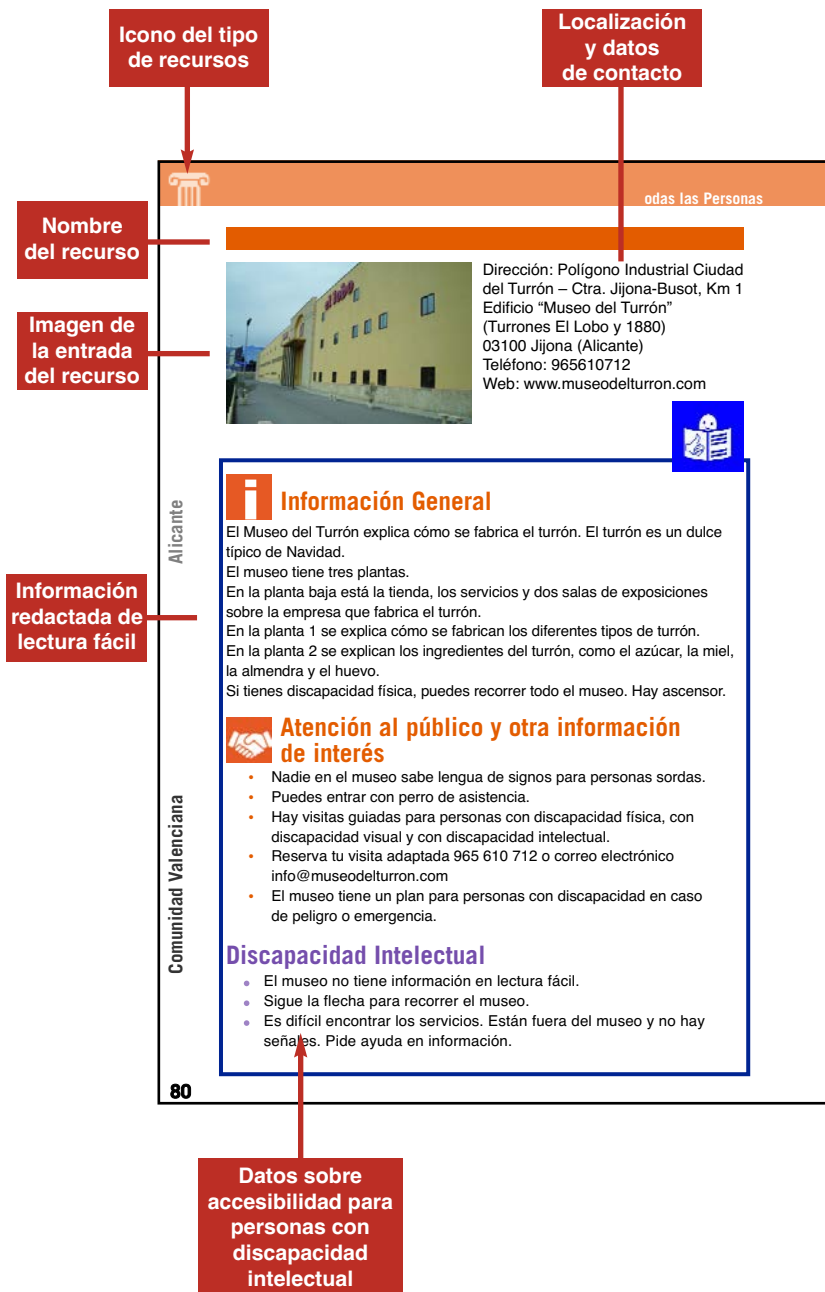 Icono del tipo
de recursos
Localización
y datos
de contacto
odas las Personas
Nombre
del recurso
Imagen de
la entrada
del recurso
el lobo
Dirección: Polígono Industrial Ciudad
del Turrón – Ctra. Jijona-Busot, Km 1
Edificio “Museo del Turrón”
(Turrones El Lobo y 1880)
03100 Jijona (Alicante)
Teléfono: 965610712
Web: www.museodelturron.com
Alicante
Información
redactada de
lectura fácil
Comunidad Valenciana
Información General
El Museo del Turrón explica cómo se fabrica el turrón. El turrón es un dulce
típico de Navidad.
El museo tiene tres plantas.
En la planta baja está la tienda, los servicios y dos salas de exposiciones
sobre la empresa que fabrica el turrón.
En la planta 1 se explica cómo se fabrican los diferentes tipos de turrón.
En la planta 2 se explican los ingredientes del turrón, como el azúcar, la miel,
la almendra y el huevo.
Si tienes discapacidad física, puedes recorrer todo el museo. Hay ascensor.
Atención al público y otra información
de interés
• Nadie en el museo sabe lengua de signos para personas sordas.
• Puedes entrar con perro de asistencia.
• Hay visitas guiadas para personas con discapacidad física, con
discapacidad visual y con discapacidad intelectual.
• Reserva tu visita adaptada 965 610 712 o correo electrónico
info@museodelturron.com
• El museo tiene un plan para personas con discapacidad en caso
de peligro o emergencia.
Discapacidad Intelectual
• El museo no tiene información en lectura fácil.
• Sigue la flecha para recorrer el museo.
• Es difícil encontrar los servicios. Están fuera del museo y no hay
señales. Pide ayuda en información.
80
Datos sobre
accesibilidad para
personas con
discapacidad
intelectual